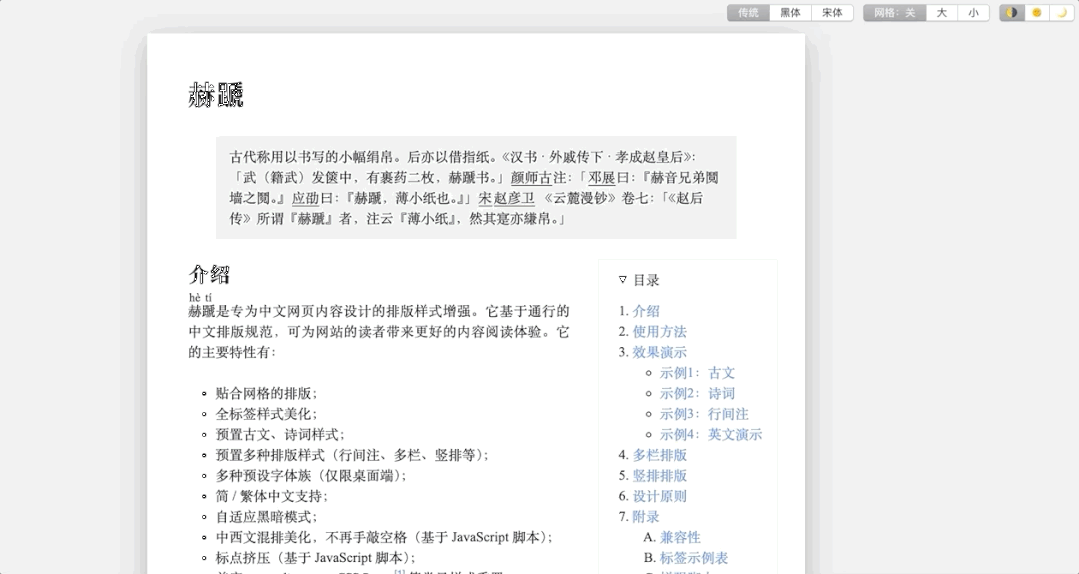 传统 黑体 宋体 网格：关 大 小
赫蹏
古代称用以书写的小幅绢帛。后亦以借指纸。《汉书·外戚传下·孝成赵皇后》：
「武（籍武）发箧中，有裹药二枚，赫蹏书。」颜师古注：「邓展曰：『赫音兄弟阋
墙之阋。』应劭曰：『赫蹏，薄小纸也。』」宋赵彦卫《云麓漫钞》卷七：「《赵后
传》所谓『赫蹏』者，注云『薄小纸』，然其寔亦縑帛。」
介绍
hè tí
赫蹏是专为中文网页内容设计的排版样式增强。它基于通行的
中文排版规范，可为网站的读者带来更好的内容阅读体验。它
的主要特性有：
贴合网格的排版；
全标签样式美化；
预置古文、诗词样式；
预置多种排版样式（行间注、多栏、竖排等）；
多种预设字体族（仅限桌面端）；
简 / 繁体中文支持；
自适应黑暗模式；
中西文混排美化，不再手敲空格（基于 JavaScript 脚本）；
标点挤压（基于 JavaScript 脚本）；
▽ 目录
1. 介绍
2. 使用方法
3. 效果演示
示例1：古文
示例2：诗词
示例3：行间注
示例4：英文演示
4. 多栏排版
5. 竖排排版
6. 设计原则
7. 附录
A. 兼容性
B. 标签示例表